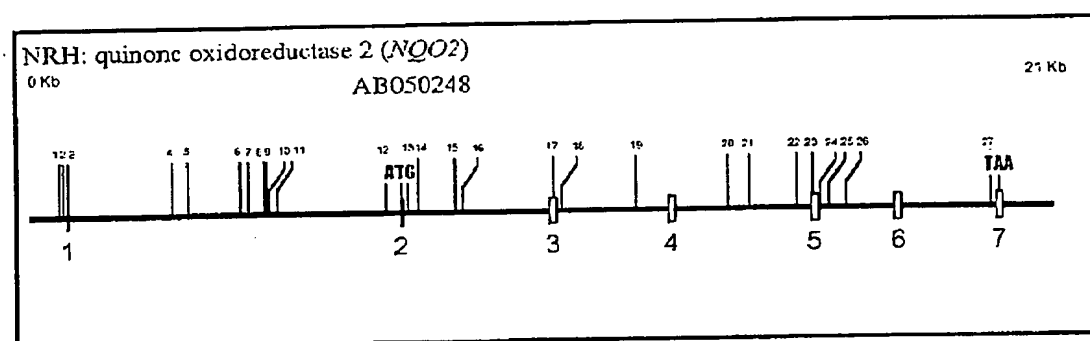 NRH: quinone oxidoreductase 2 (NQO2)
0 Kb AB050248 21 Kb
1 2 3 4 5 6 7 8 9 10 11 12 13 14 15 16 17 18 19 20 21 22 23 24 25 26 27
ATG TAA
1 2 3 4 5 6 7